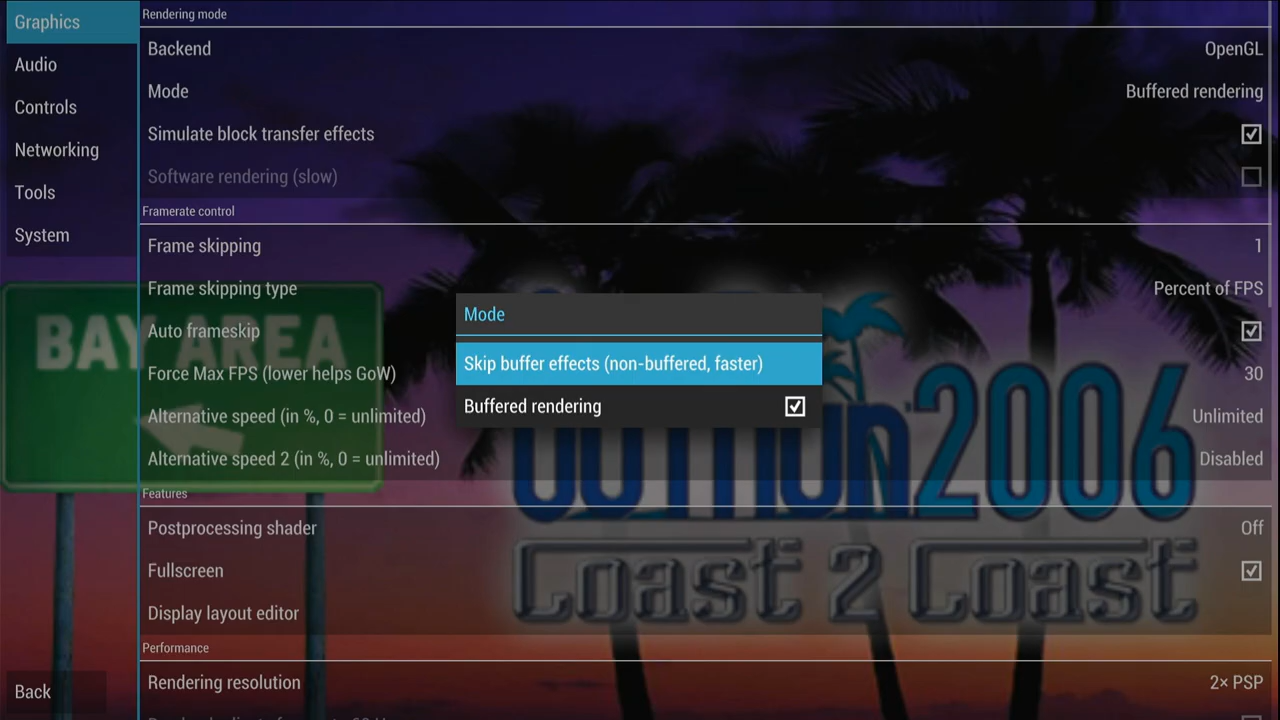 Graphics
Audio
Controls
Networking
Tools
System
Back
Rendering mode
Backend OpenGL
Mode Buffered rendering
Simulate block transfer effects
Software rendering (slow)
Framerate control
Frame skipping 1
Frame skipping type Percent of FPS
Auto frameskip
Force Max FPS (lower helps GoW) 30
Alternative speed (in %, 0 = unlimited) Unlimited
Alternative speed 2 (in %, 0 = unlimited) Disabled
Features
Postprocessing shader Off
Fullscreen
Display layout editor
Performance
Rendering resolution 2× PSP
Mode
Skip buffer effects (non-buffered, faster)
Buffered rendering
BAY AREA
OutRun 2006
Coast 2 Coast